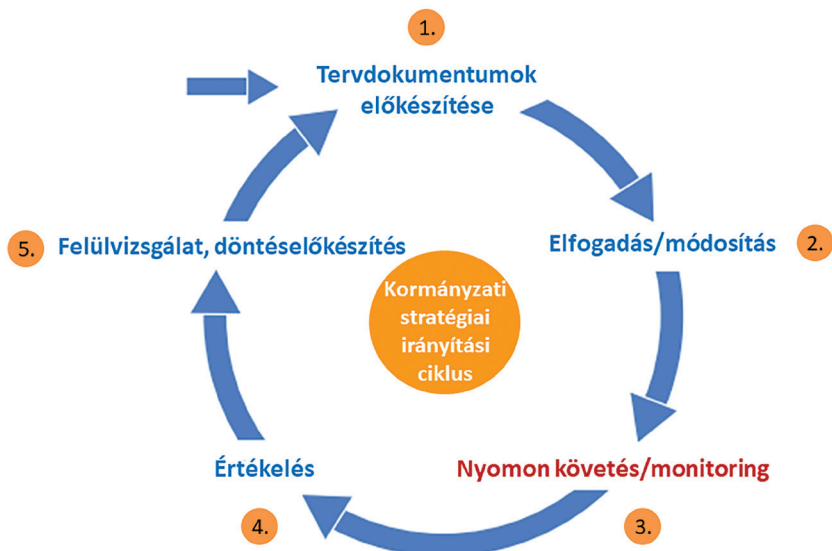 1.
Tervdokumentumok
előkészítése
Elfogadás/módosítás
2.
Nyomon követés/monitoring
3.
Értékelés
4.
5.
Felülvizsgálat, döntéselőkészítés
Kormányzati
stratégiai
irányítási
ciklus